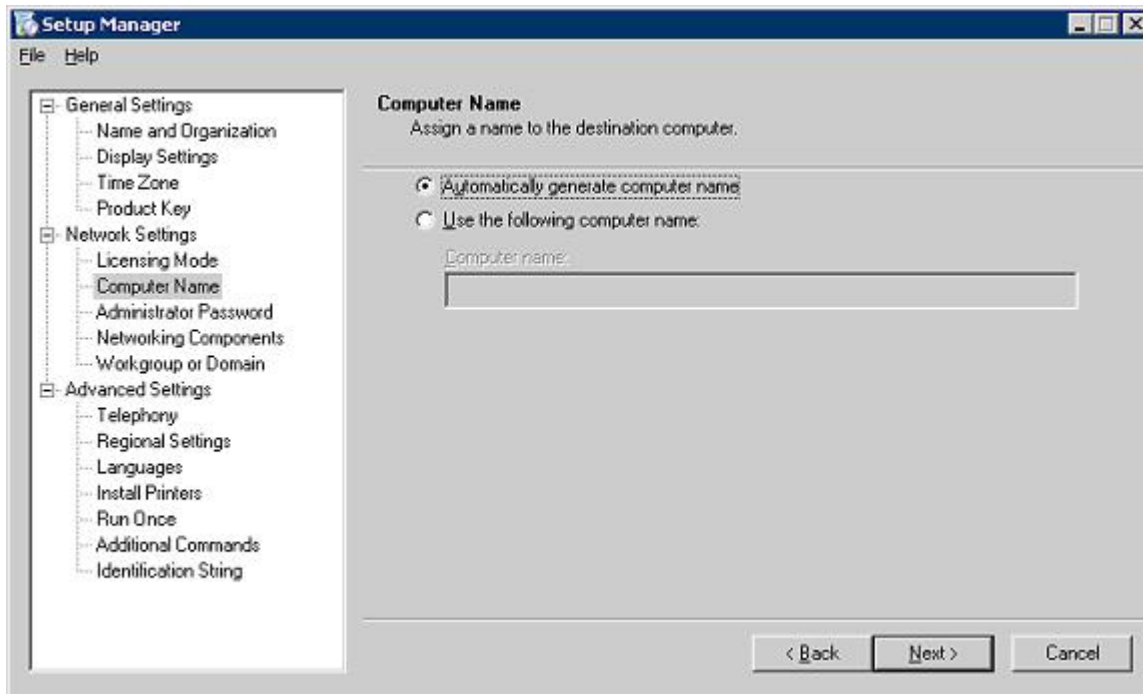 Setup Manager
File Help
General Settings
Name and Organization
Display Settings
Time Zone
Product Key
Network Settings
Licensing Mode
Computer Name
Administrator Password
Networking Components
Workgroup or Domain
Advanced Settings
Telephony
Regional Settings
Languages
Install Printers
Run Once
Additional Commands
Identification String
Computer Name
Assign a name to the destination computer.
Automatically generate computer name
Use the following computer name:
Computer name:
< Back Next > Cancel